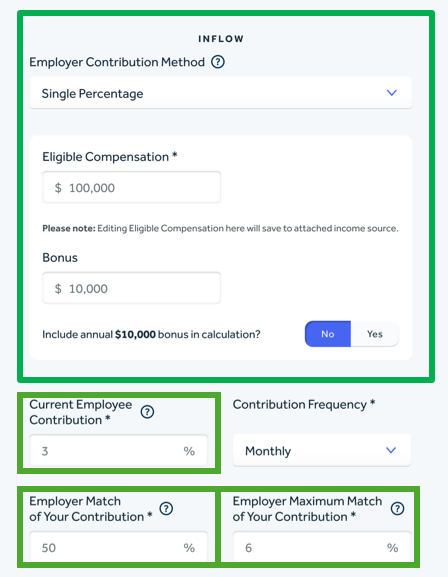 INFLOW
Employer Contribution Method ?
Single Percentage
Eligible Compensation *
$ 100,000
Please note: Editing Eligible Compensation here will save to attached income source.
Bonus
$ 10,000
Include annual $10,000 bonus in calculation? No Yes
Current Employee
Contribution * ?
3 %
Contribution Frequency *
Monthly
Employer Match
of Your Contribution * ?
50 %
Employer Maximum Match
of Your Contribution * ?
6 %